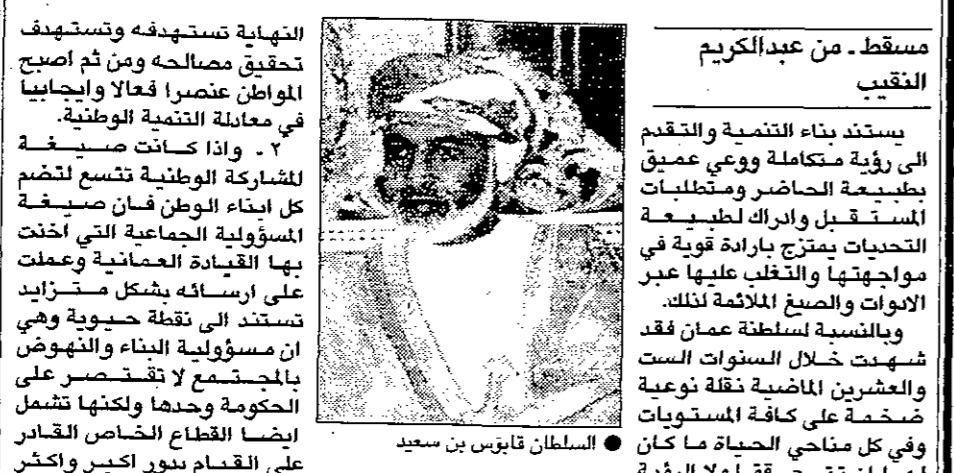 مسقط ـ من عبدالكريم
النقيب
يستند بناء التنمية والتقدم
الى رؤية متكاملة ووعي عميق
بطبيعة الحاضر ومتطلبات
المستقبل وادراك لطبيعة
التحديات يمتزج بارادة قوية في
مواجهتها والتغلب عليها عبر
الادوات والصيغ الملائمة لذلك.
وبالنسبة لسلطنة عمان فقد
شهدت خلال السنوات الست
والعشرين الماضية نقلة نوعية
ضخمة على كافة المستويات
وفي كل مناحي الحياة ما كان
لولا الرؤية
● السلطان قابوس بن سعيد
النهاية تستهدفه وتستهدف
تحقيق مصالحه ومن ثم اصبح
المواطن عنصرا فعالا وايجابيا
في معادلة التنمية الوطنية.
٢ ـ واذا كانت صيغة
المشاركة الوطنية تتسع لتضم
كل ابناء الوطن فان صيغة
المسؤولية الجماعية التي اخذت
بها القيادة العمانية وعملت
على ارسائه بشكل متزايد
تستند الى نقطة حيوية وهي
ان مسؤولية البناء والنهوض
بالمجتمع لا تقتصر على
الحكومة وحدها ولكنها تشمل
ايضا القطاع الخاص القادر
على القيام بدور اكبر واكثر